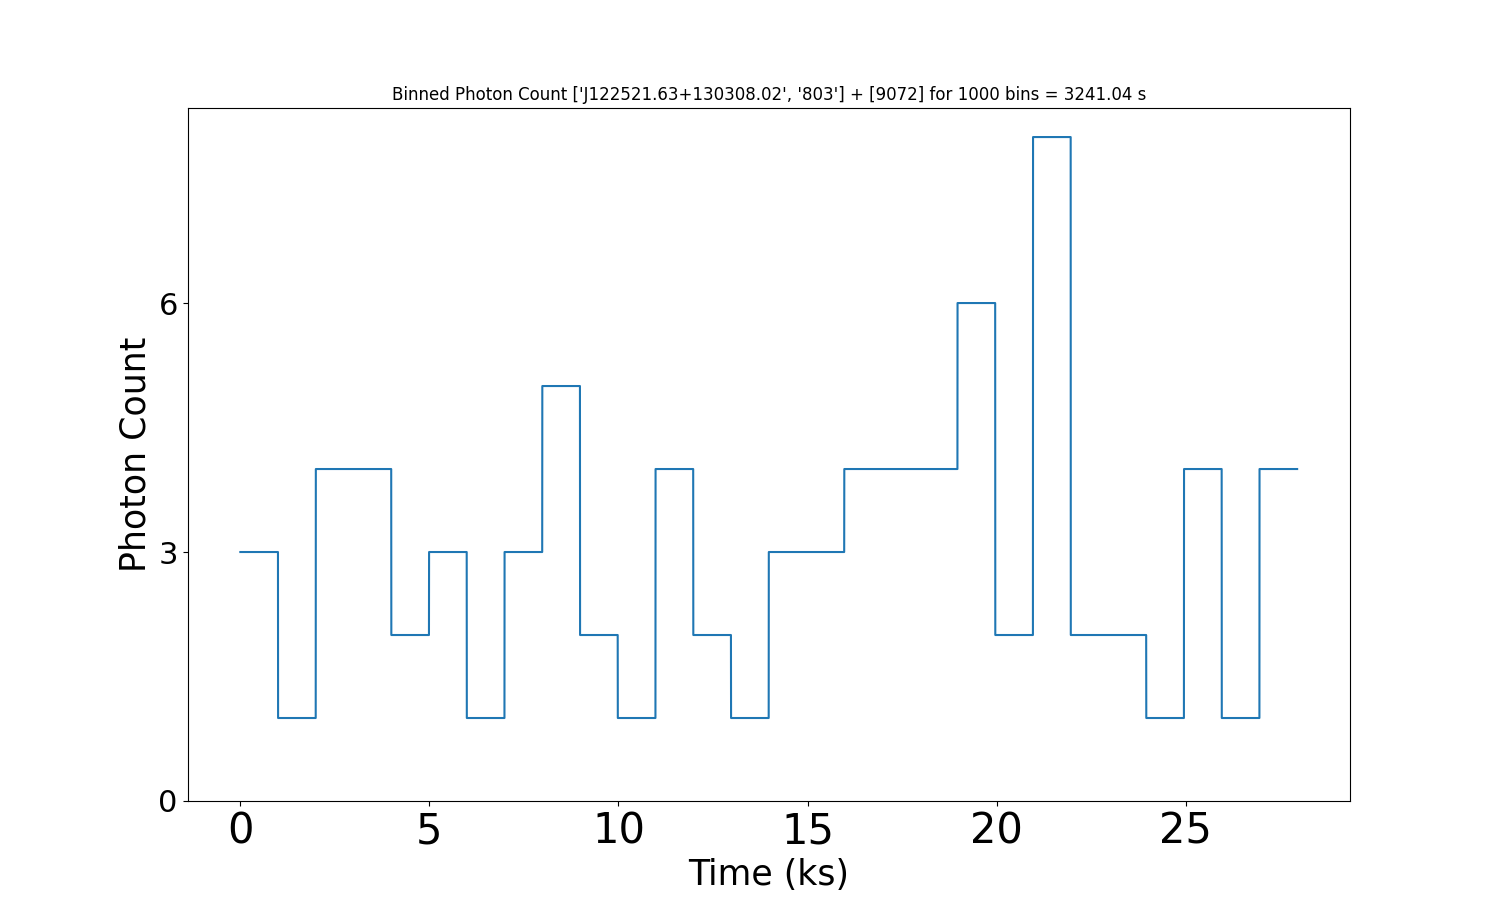 Binned Photon Count ['J122521.63+130308.02', '803'] + [9072] for 1000 bins = 3241.04 s
6
3
0
Photon Count
0 5 10 15 20 25
Time (ks)